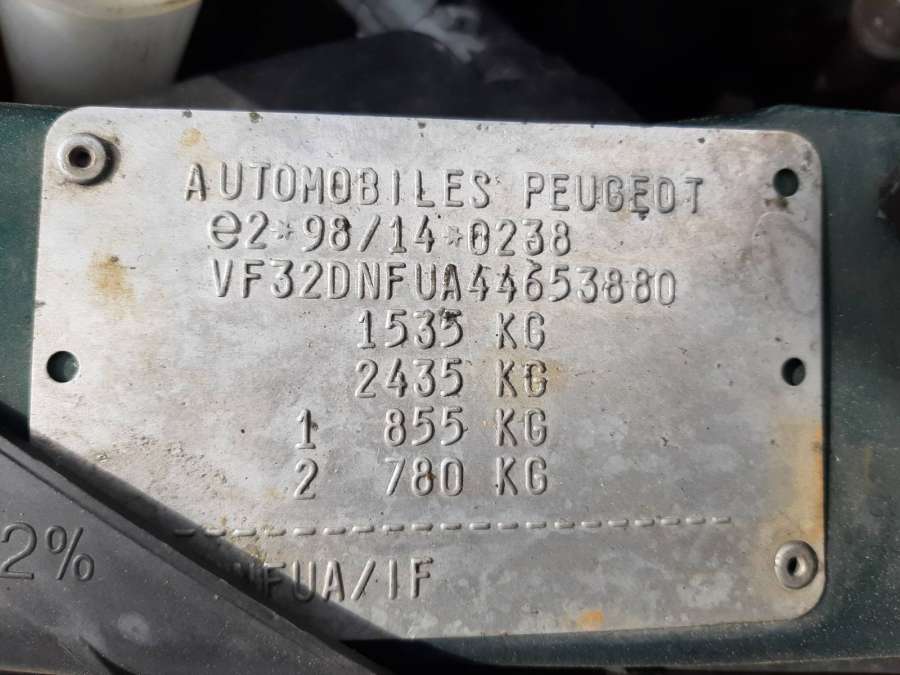 AUTOMOBILES PEUGEOT
e2*98/14*0238
VF32DNFUA44653880
1535 KG
2435 KG
1 855 KG
2 780 KG
--------------------------------
NFUA/IF
2%